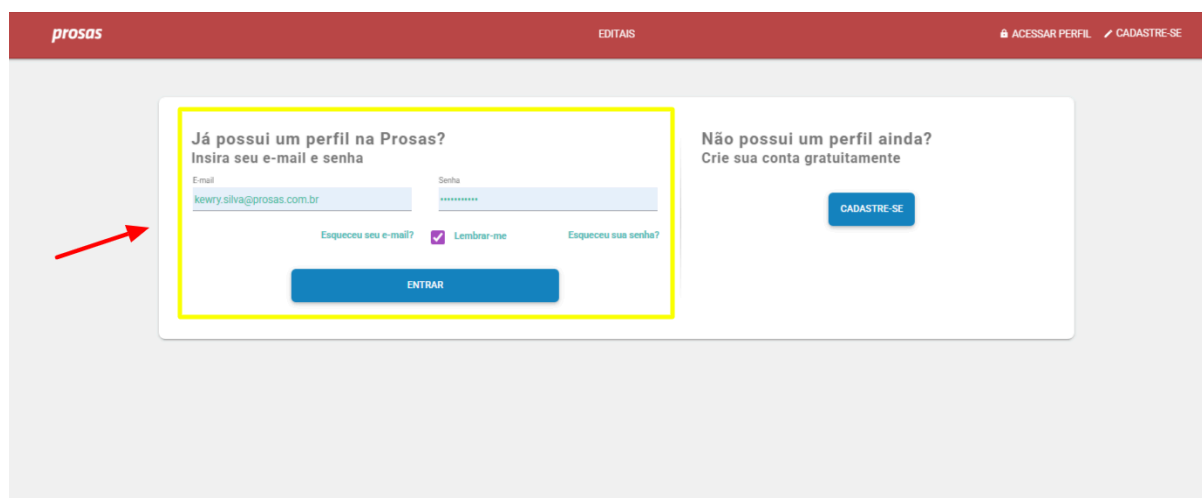 prosas
EDITAIS
ACESSAR PERFIL
CADASTRE-SE
Já possui um perfil na Prosas?
Insira seu e-mail e senha
E-mail
Senha
kewry.silva@prosas.com.br
•••••••••••
Esqueceu seu e-mail?
Lembrar-me
Esqueceu sua senha?
ENTRAR
Não possui um perfil ainda?
Crie sua conta gratuitamente
CADASTRE-SE